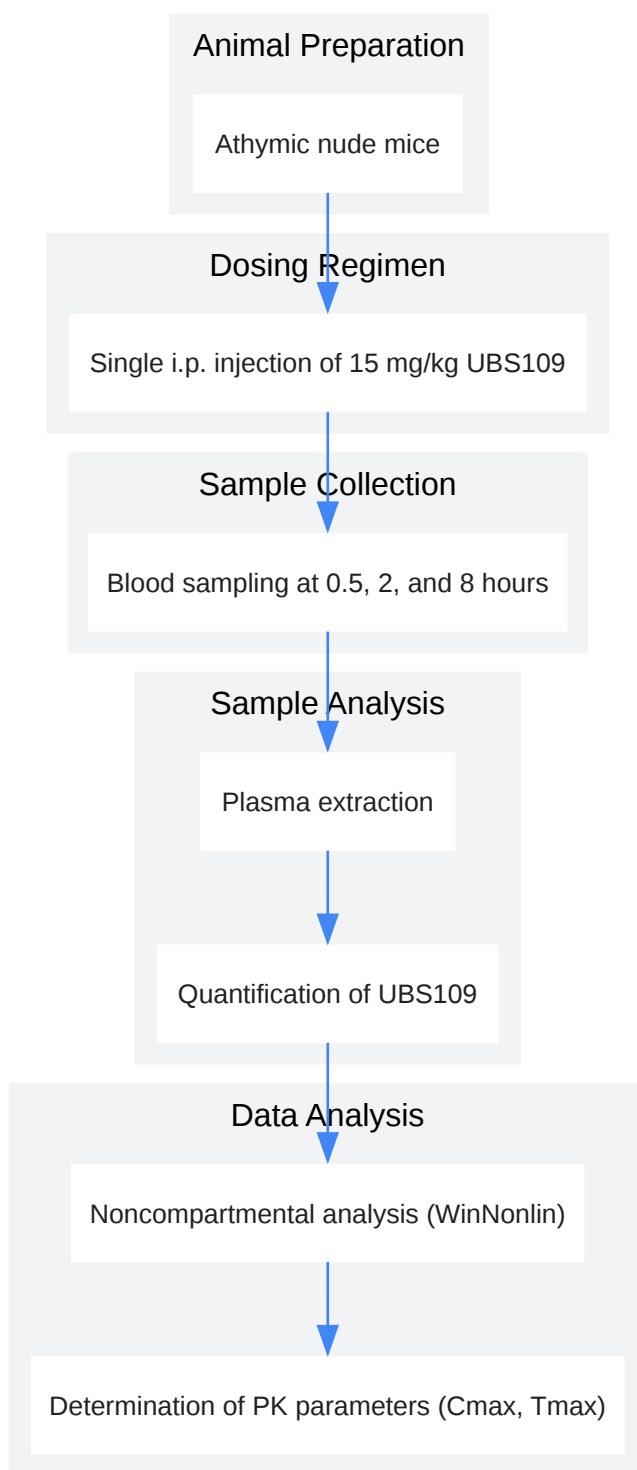 Animal Preparation
Athymic nude mice
Dosing Regimen
Single i.p. injection of 15 mg/kg UBS109
Sample Collection
Blood sampling at 0.5, 2, and 8 hours
Sample Analysis
Plasma extraction
Quantification of UBS109
Data Analysis
Noncompartmental analysis (WinNonlin)
Determination of PK parameters (Cmax, Tmax)